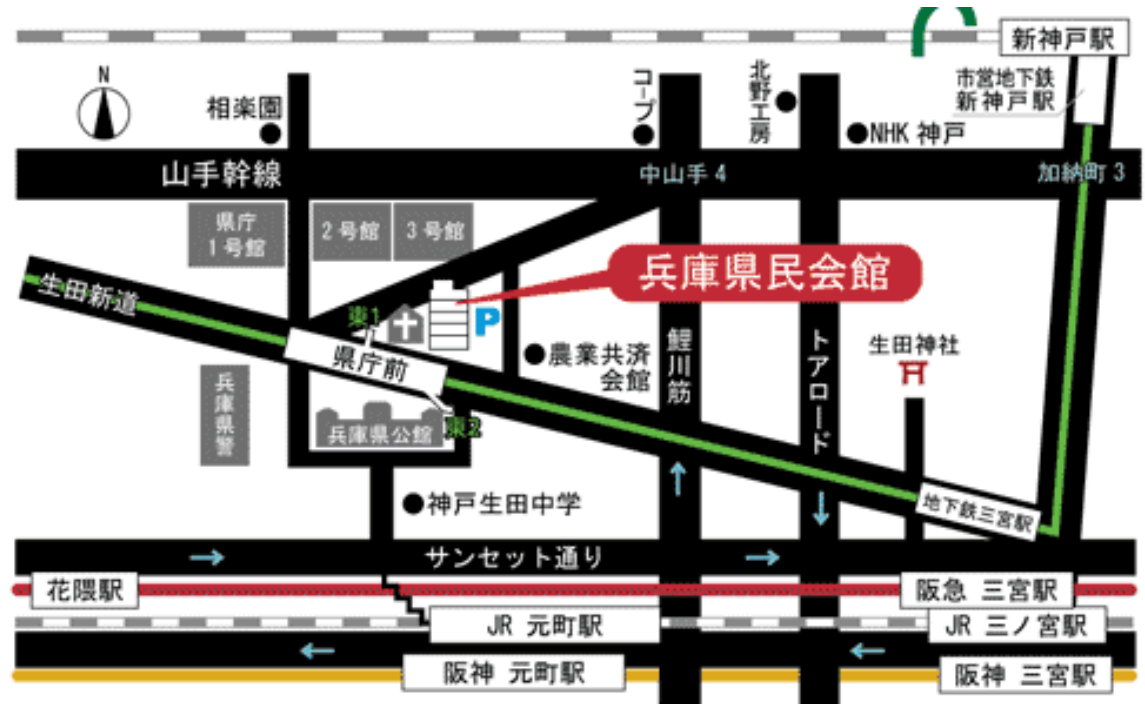 新神戸駅
N
相楽園
コープ
北野工房
NHK 神戸
市営地下鉄
新神戸駅
山手幹線
中山手 4
加納町 3
県庁
1 号館
2 号館
3 号館
兵庫県民会館
生田新道
東1
P
県庁前
農業共済
会館
鯉川筋
トアロード
生田神社
兵庫県警
兵庫県公館
東2
神戸生田中学
地下鉄三宮駅
サンセット通り
花隈駅
阪急 三宮駅
JR 元町駅
JR 三ノ宮駅
阪神 元町駅
阪神 三宮駅